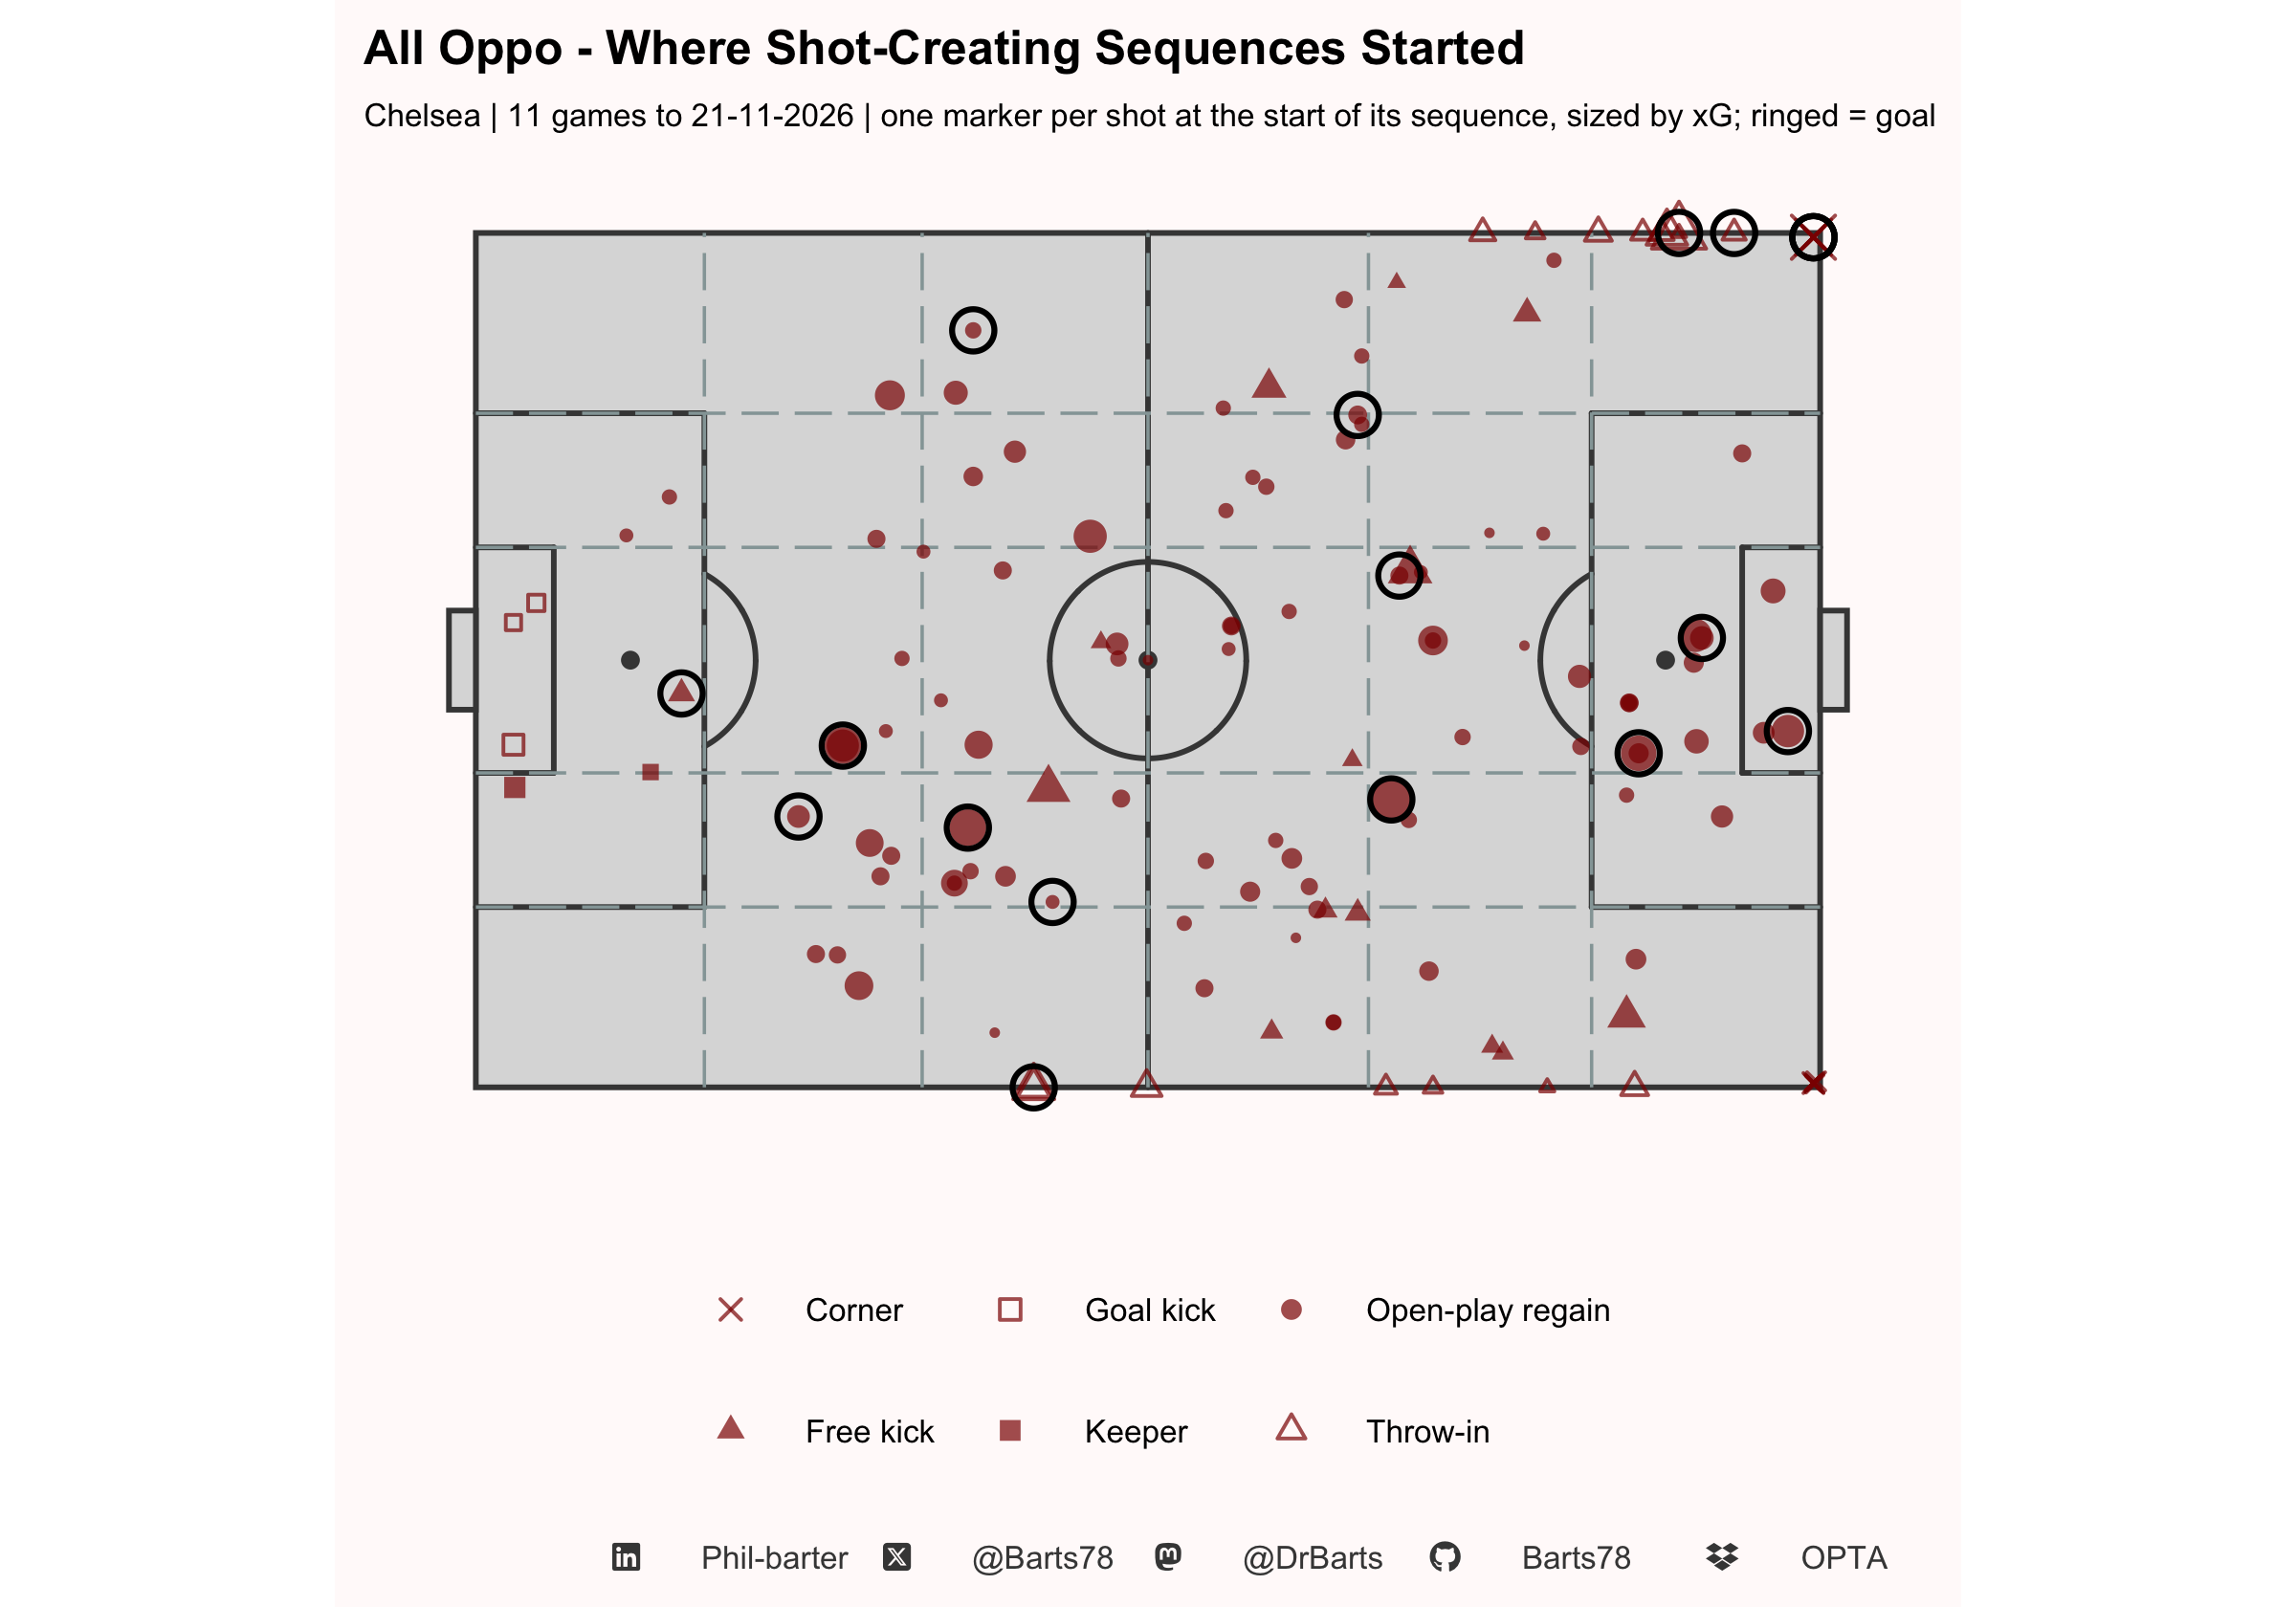 All Oppo - Where Shot-Creating Sequences Started
Chelsea | 11 games to 21-11-2026 | one marker per shot at the start of its sequence, sized by xG; ringed = goal
Corner Goal kick Open-play regain
Free kick Keeper Throw-in
Phil-barter @Barts78 @DrBarts Barts78 OPTA